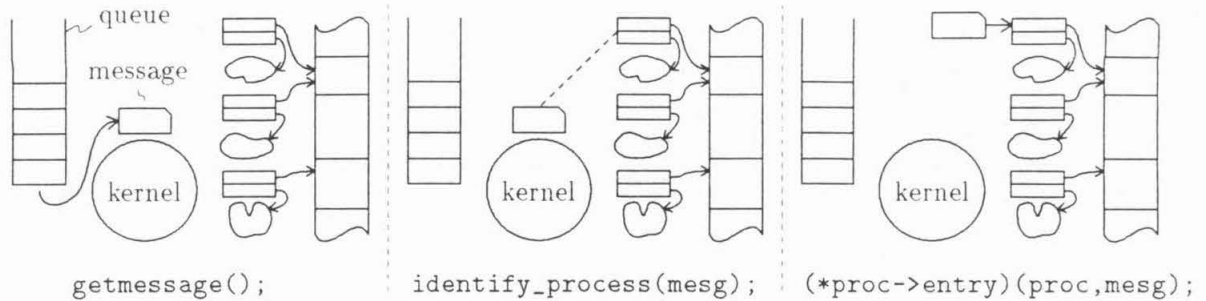 queue
message
kernel
kernel
kernel
getmessage();
identify_process(mesg);
(*proc->entry)(proc,mesg);